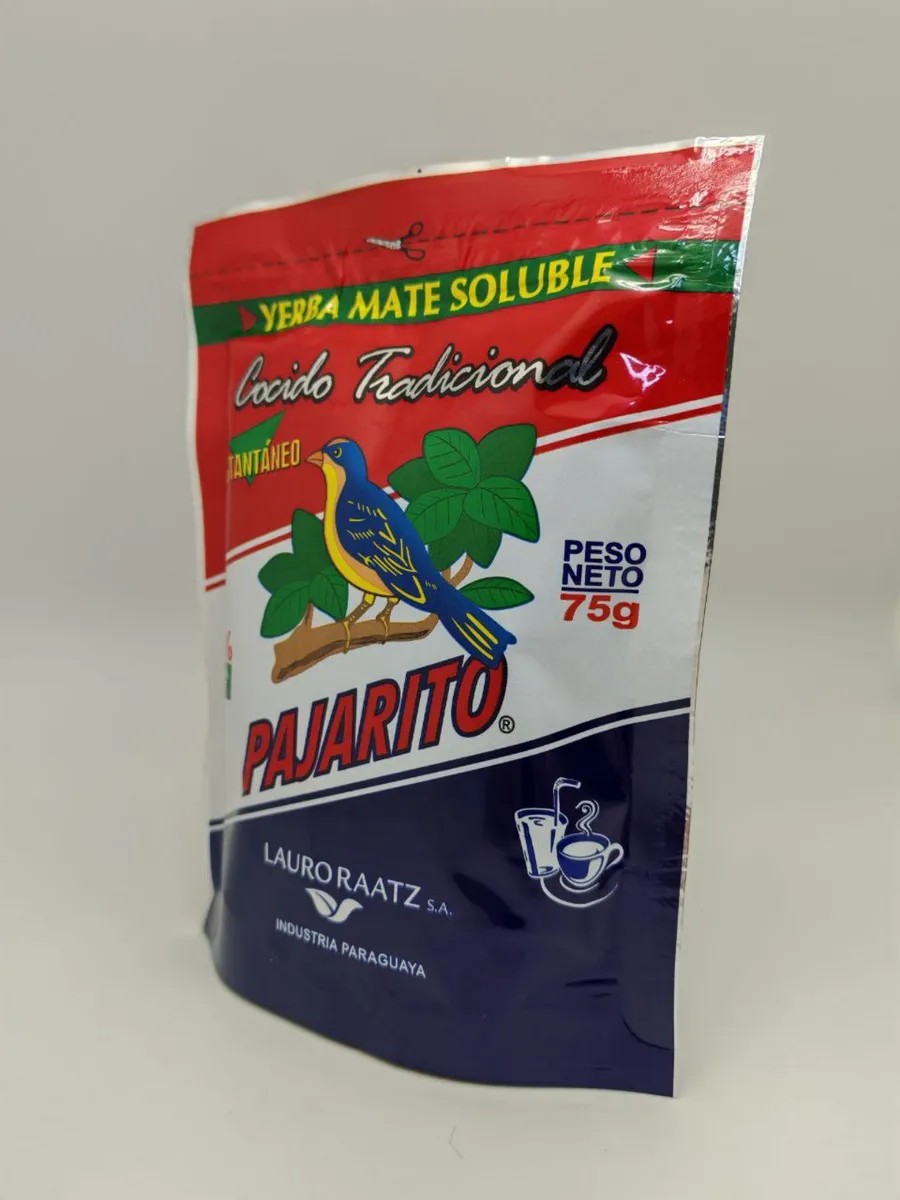 YERBA MATE SOLUBLE
Cocido Tradicional
TANTÁNEO
PESO
NETO
75g
PAJARITO®
LAURO RAATZ S.A.
INDUSTRIA PARAGUAYA